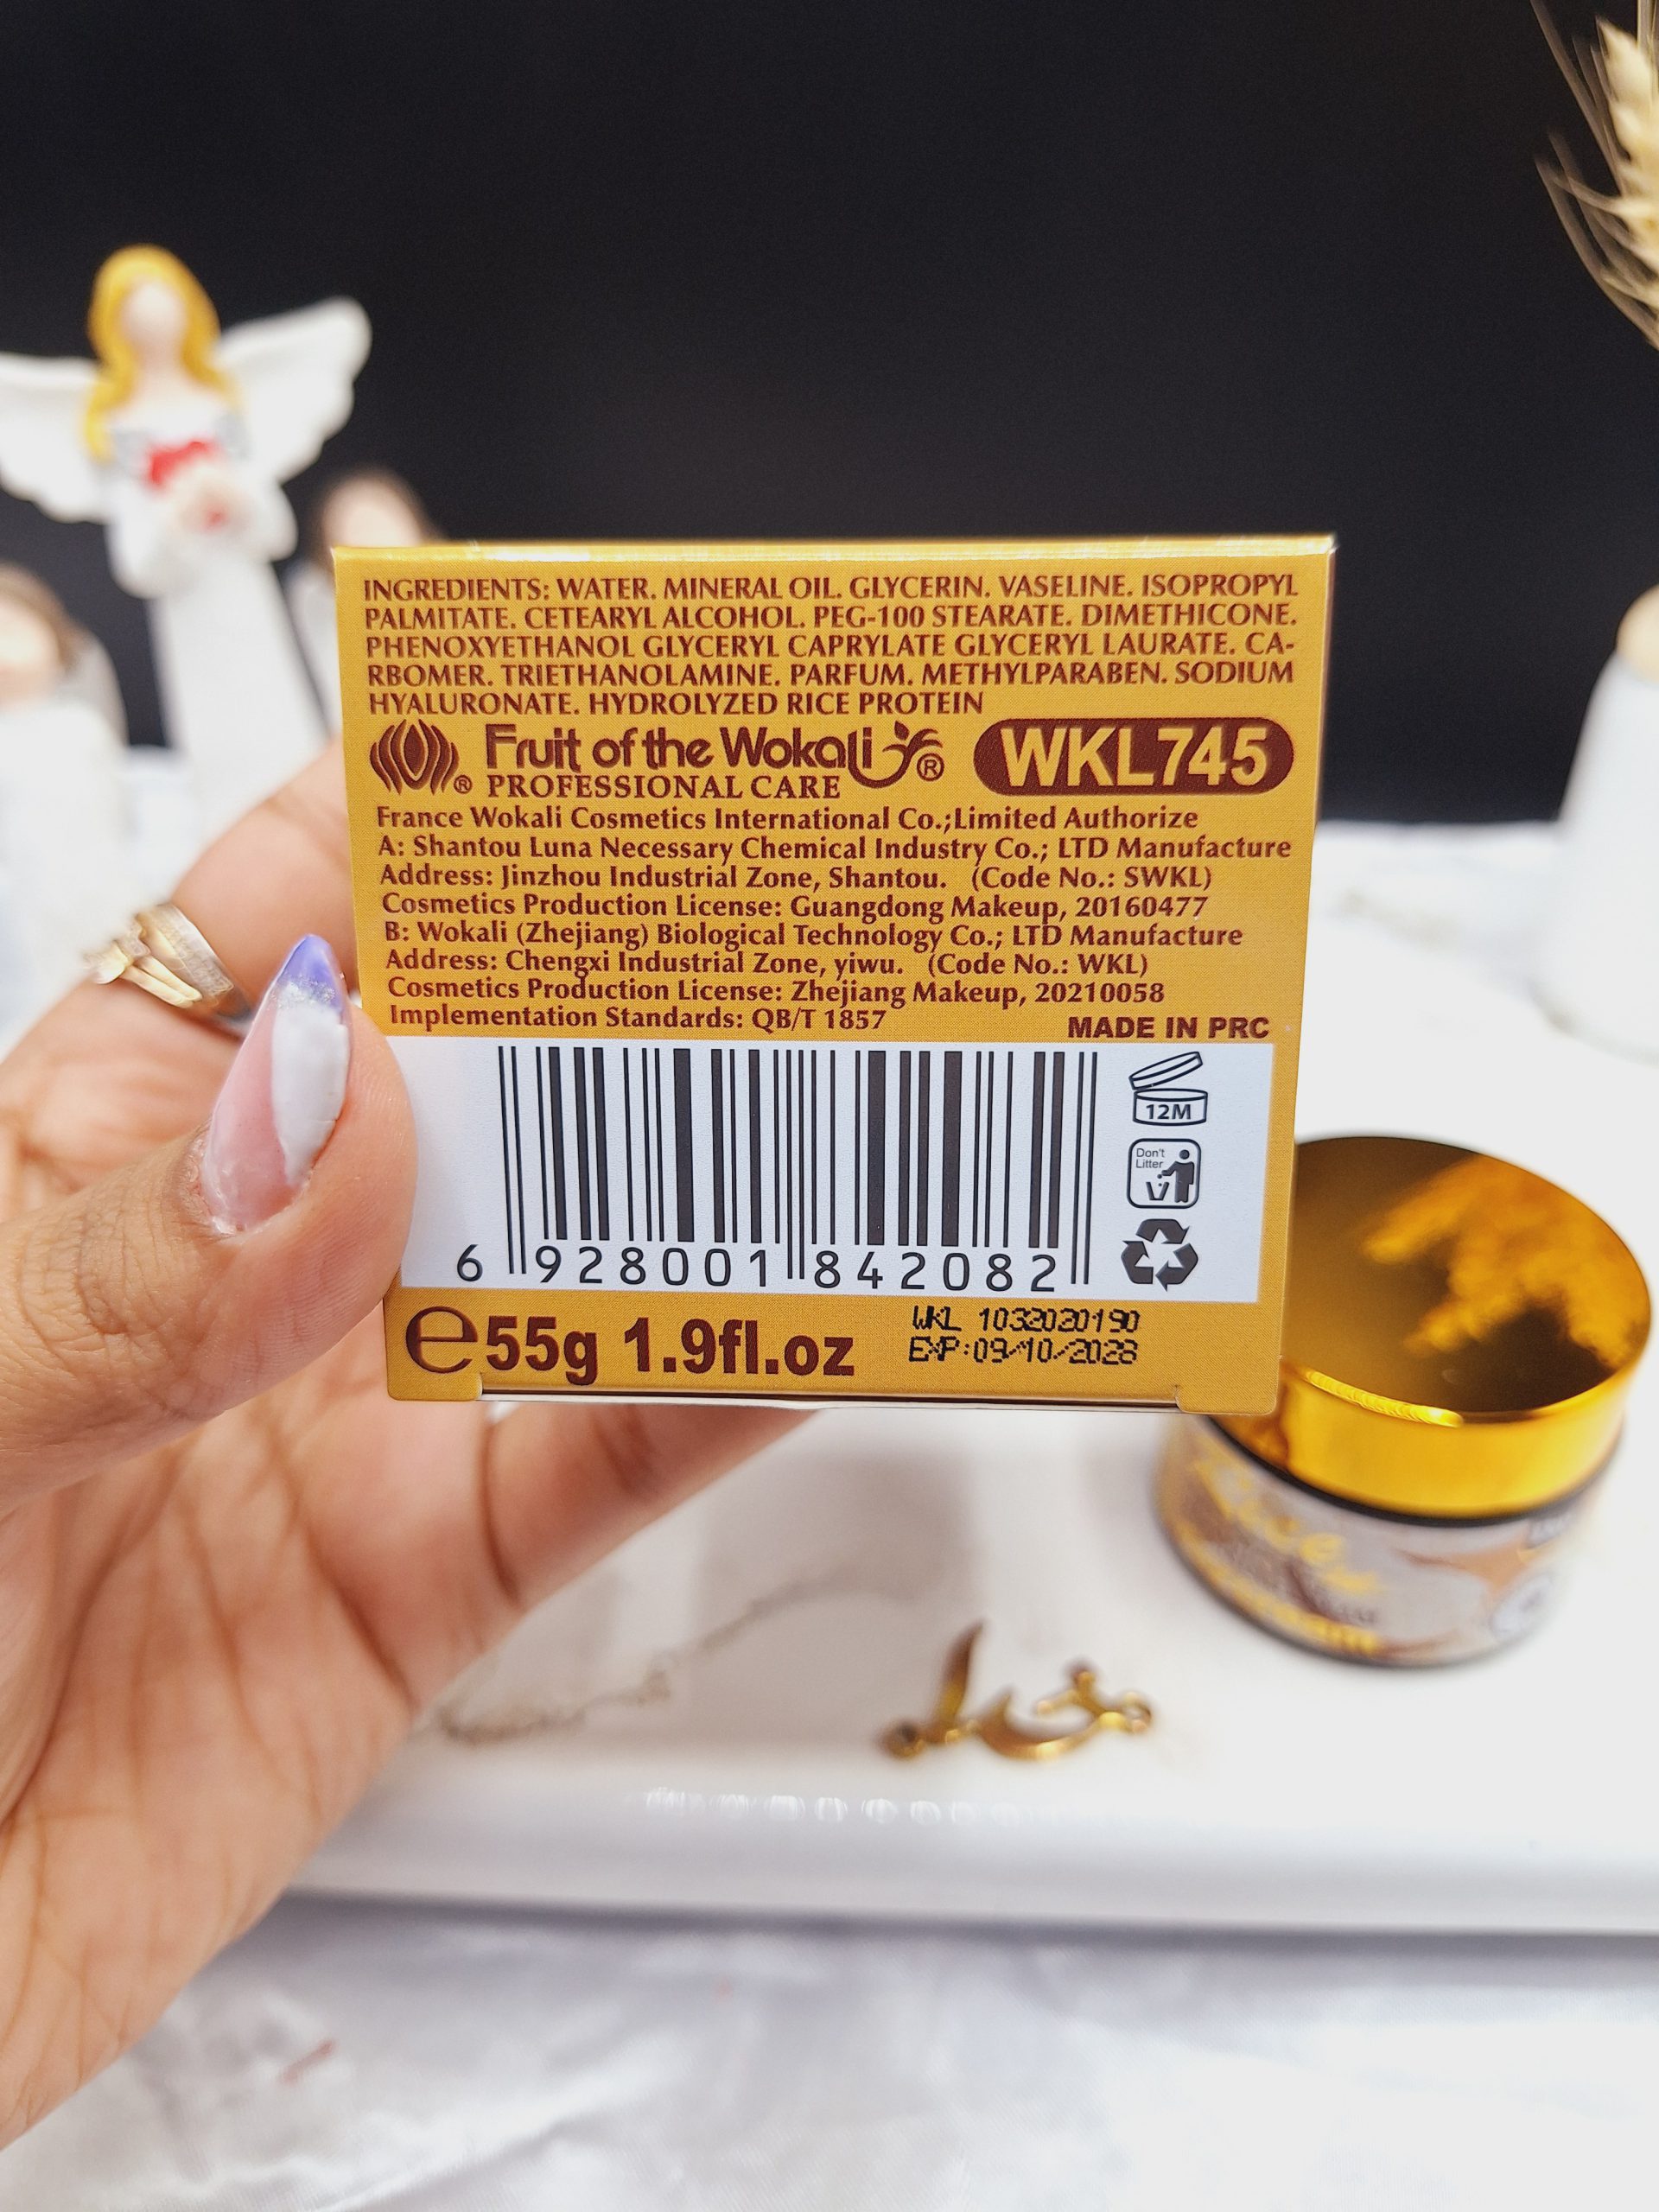 INGREDIENTS: WATER. MINERAL OIL. GLYCERIN. VASELINE. ISOPROPYL
PALMITATE. CETEARYL ALCOHOL. PEG-100 STEARATE. DIMETHICONE.
PHENOXYETHANOL GLYCERYL CAPRYLATE GLYCERYL LAURATE. CA-
RBOMER. TRIETHANOLAMINE. PARFUM. METHYLPARABEN. SODIUM
HYALURONATE. HYDROLYZED RICE PROTEIN
® Fruit of the Wokali ® WKL745
PROFESSIONAL CARE
France Wokali Cosmetics International Co.;Limited Authorize
A: Shantou Luna Necessary Chemical Industry Co.; LTD Manufacture
Address: Jinzhou Industrial Zone, Shantou. (Code No.: SWKL)
Cosmetics Production License: Guangdong Makeup, 20160477
B: Wokali (Zhejiang) Biological Technology Co.; LTD Manufacture
Address: Chengxi Industrial Zone, yiwu. (Code No.: WKL)
Cosmetics Production License: Zhejiang Makeup, 20210058
Implementation Standards: QB/T 1857 MADE IN PRC
12M
Don't
Litter
6 928001 842082
℮55g 1.9fl.oz
WKL 1032020190
EXP:09/10/2028
Rice